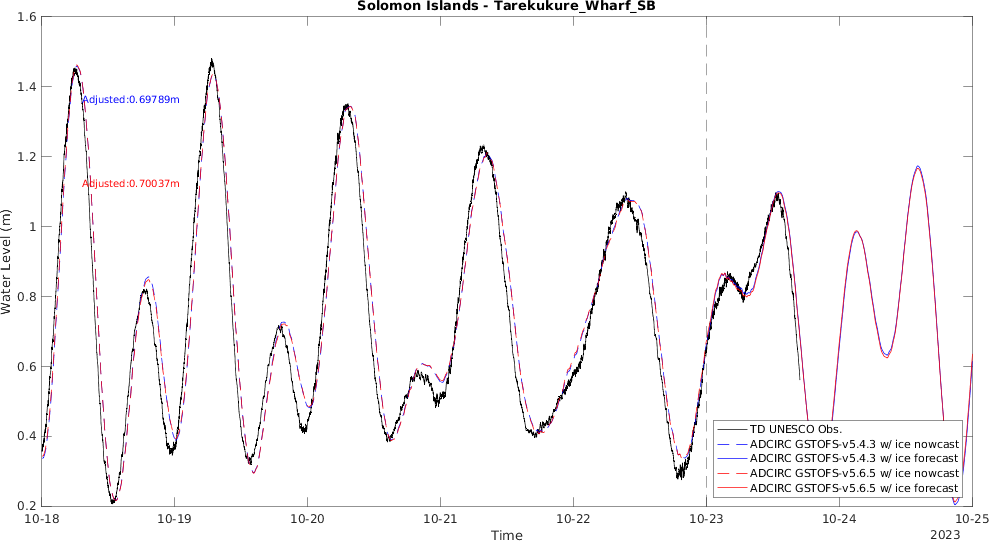 Solomon Islands - Tarekukure_Wharf_SB
1.6
1.4
1.2
1
0.8
0.6
0.4
0.2
Water Level (m)
Adjusted:0.69789m
Adjusted:0.70037m
TD UNESCO Obs.
ADCIRC GSTOFS-v5.4.3 w/ ice nowcast
ADCIRC GSTOFS-v5.4.3 w/ ice forecast
ADCIRC GSTOFS-v5.6.5 w/ ice nowcast
ADCIRC GSTOFS-v5.6.5 w/ ice forecast
10-18 10-19 10-20 10-21 10-22 10-23 10-24 10-25
Time
2023